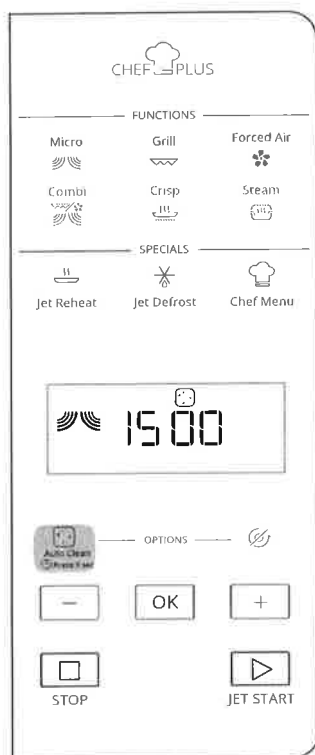 CHEF PLUS
FUNCTIONS
Micro Grill Forced Air
Combi Crisp Steam
SPECIALS
Jet Reheat Jet Defrost Chef Menu
15 00
Auto Clean
OPTIONS
- OK +
STOP JET START